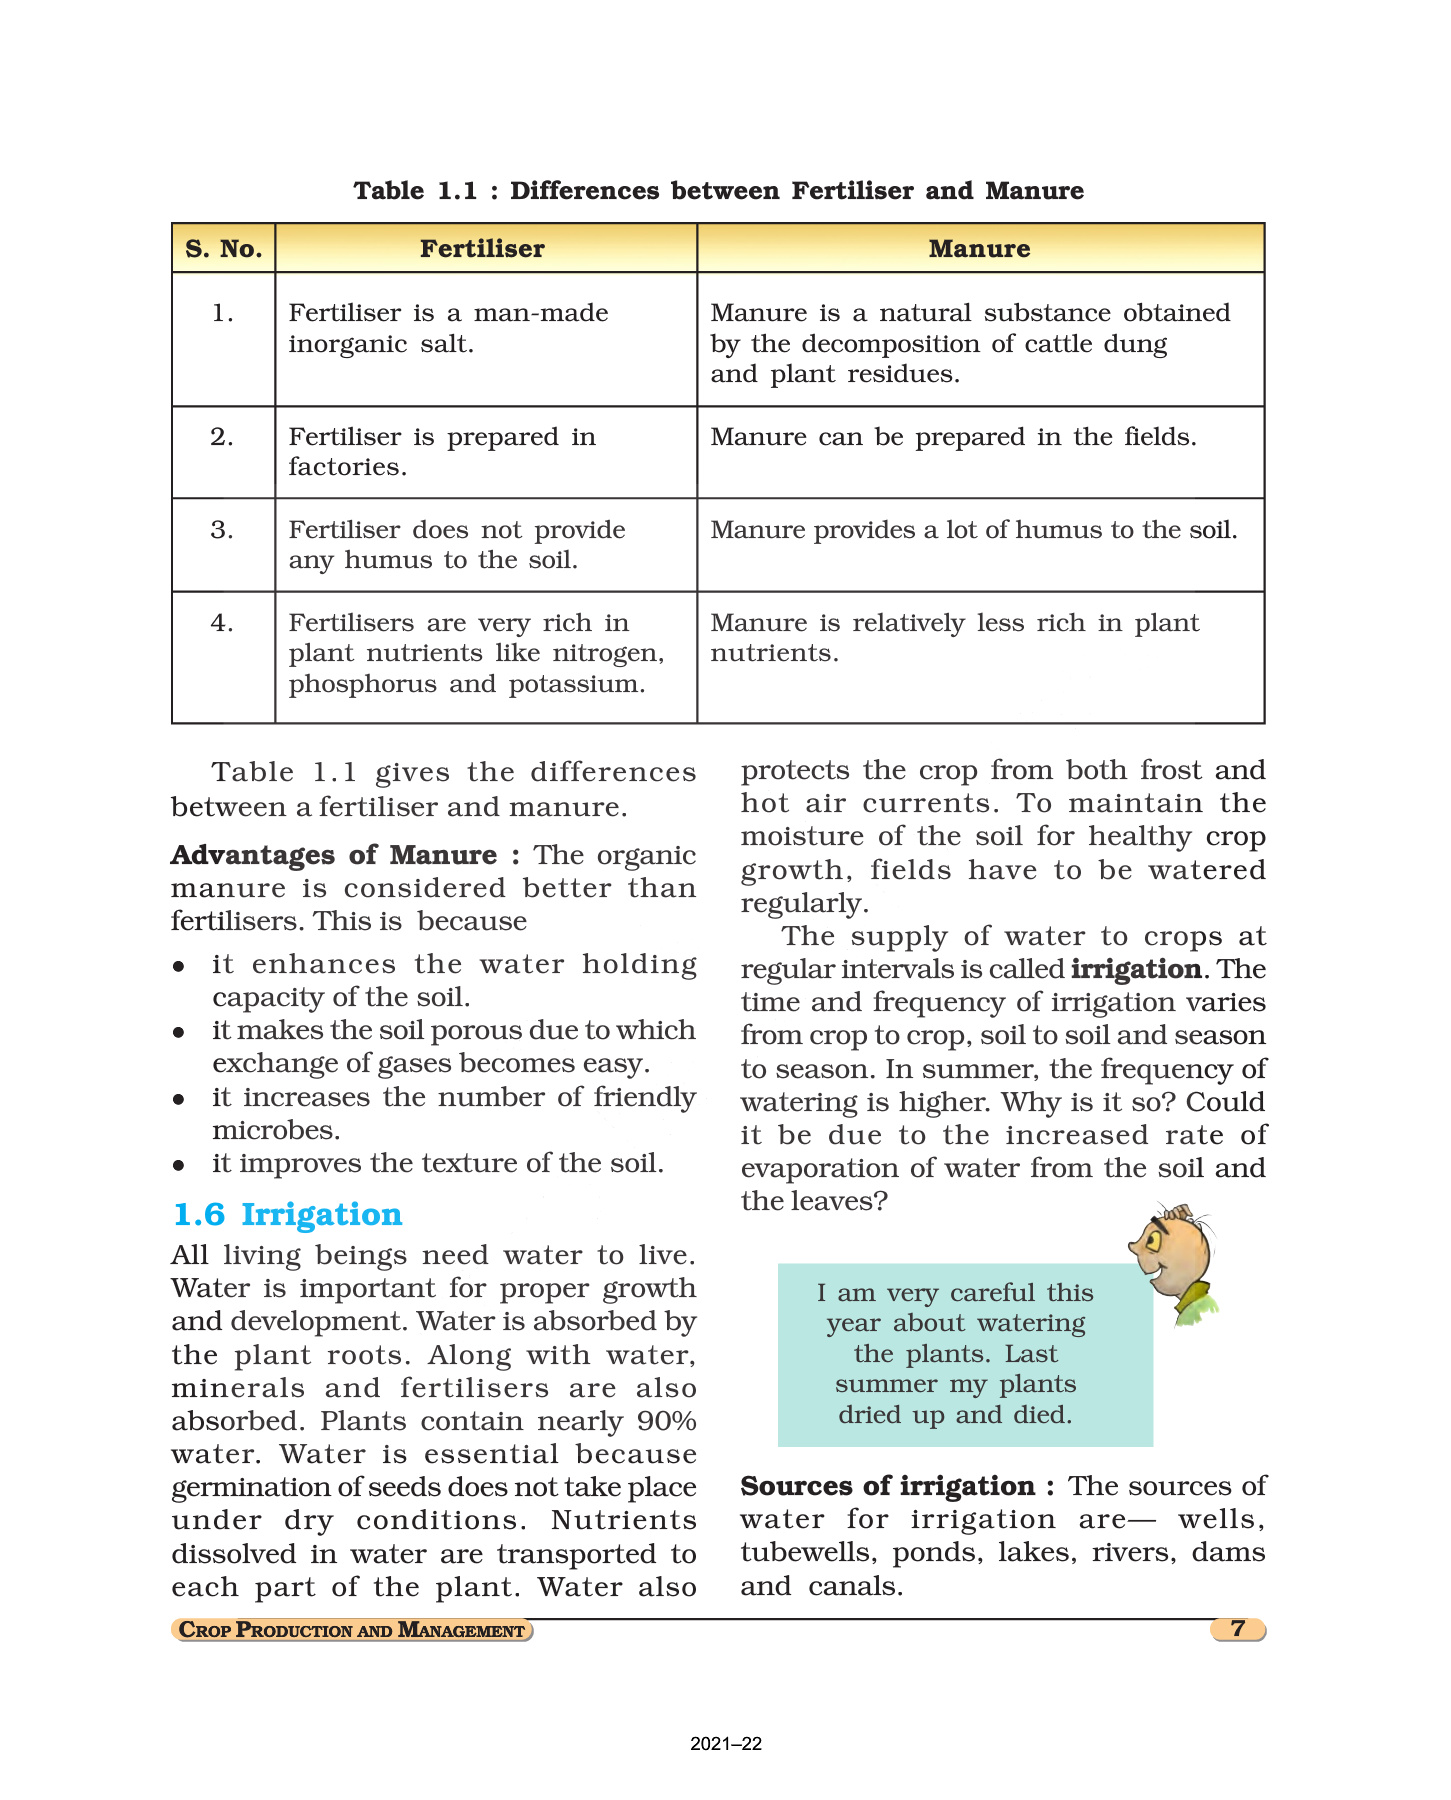 Table 1.1 : Differences between Fertiliser and Manure
S. No.
Fertiliser
Manure
1.
Fertiliser is a man-made
inorganic salt.
Manure is a natural substance obtained
by the decomposition of cattle dung
and plant residues.
2.
Fertiliser is prepared in
factories.
Manure can be prepared in the fields.
3.
Fertiliser does not provide
any humus to the soil.
Manure provides a lot of humus to the soil.
4.
Fertilisers are very rich in
plant nutrients like nitrogen,
phosphorus and potassium.
Manure is relatively less rich in plant
nutrients.
Table 1.1 gives the differences
between a fertiliser and manure.
Advantages of Manure : The organic
manure is considered better than
fertilisers. This is because
● it enhances the water holding
capacity of the soil.
● it makes the soil porous due to which
exchange of gases becomes easy.
● it increases the number of friendly
microbes.
● it improves the texture of the soil.
1.6 Irrigation
All living beings need water to live.
Water is important for proper growth
and development. Water is absorbed by
the plant roots. Along with water,
minerals and fertilisers are also
absorbed. Plants contain nearly 90%
water. Water is essential because
germination of seeds does not take place
under dry conditions. Nutrients
dissolved in water are transported to
each part of the plant. Water also
protects the crop from both frost and
hot air currents. To maintain the
moisture of the soil for healthy crop
growth, fields have to be watered
regularly.
The supply of water to crops at
regular intervals is called irrigation. The
time and frequency of irrigation varies
from crop to crop, soil to soil and season
to season. In summer, the frequency of
watering is higher. Why is it so? Could
it be due to the increased rate of
evaporation of water from the soil and
the leaves?
I am very careful this
year about watering
the plants. Last
summer my plants
dried up and died.
Sources of irrigation : The sources of
water for irrigation are— wells,
tubewells, ponds, lakes, rivers, dams
and canals.
CROP PRODUCTION AND MANAGEMENT
7
2021–22